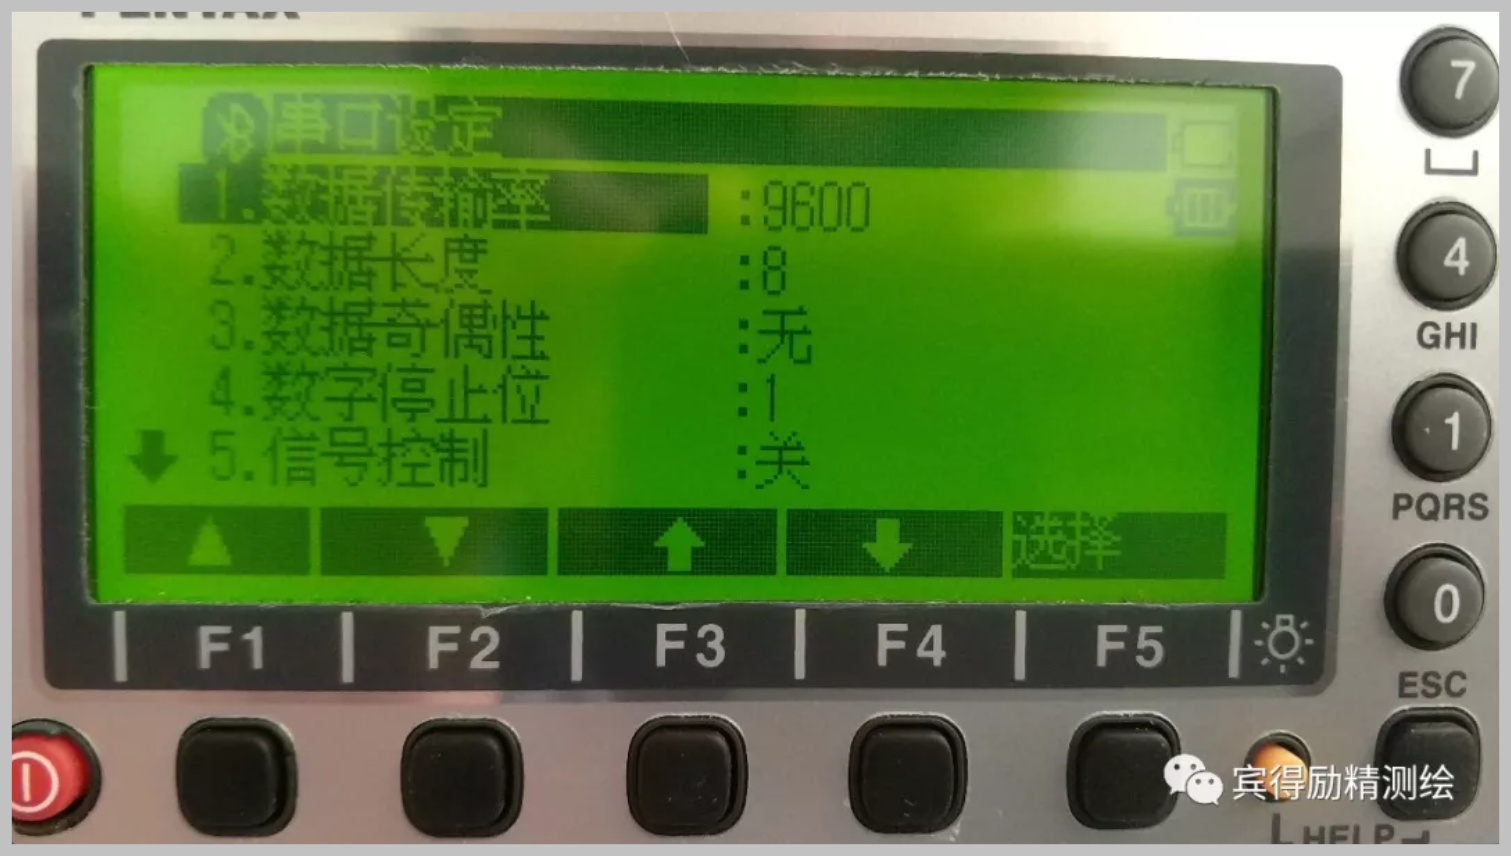 PENTAX
串口设定
1.数据传输率 :9600
2.数据长度 :8
3.数据奇偶性 :无
4.数字停止位 :1
5.信号控制 :关
选择
F1 F2 F3 F4 F5
7
4
GHI
1
PQRS
0
ESC
宾得励精测绘
HELP